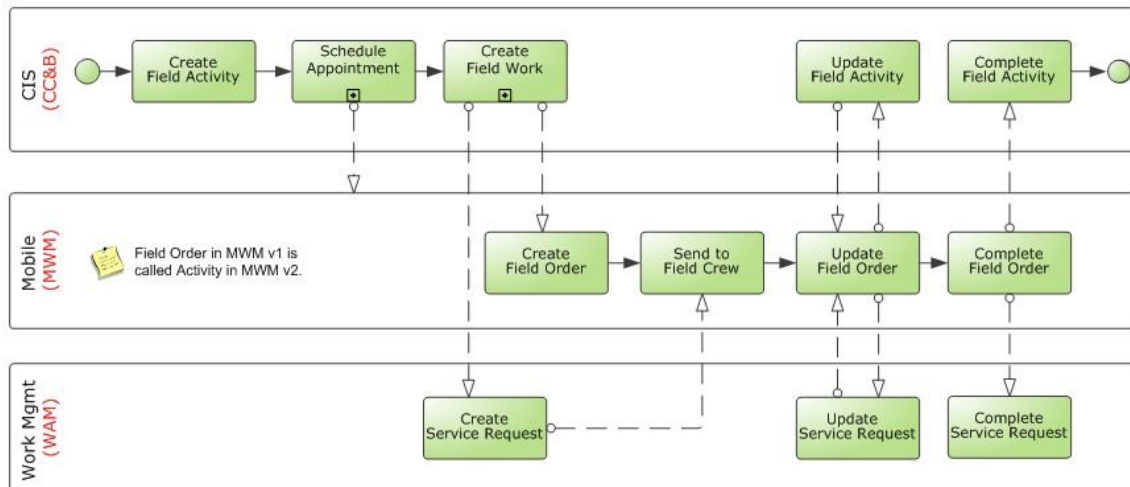 CIS
(CC&B)
Create
Field Activity
Schedule
Appointment
Create
Field Work
Update
Field Activity
Complete
Field Activity
Mobile
(MWM)
Field Order in MWM v1 is
called Activity in MWM v2.
Create
Field Order
Send to
Field Crew
Update
Field Order
Complete
Field Order
Work Mgmt
(WAM)
Create
Service Request
Update
Service Request
Complete
Service Request